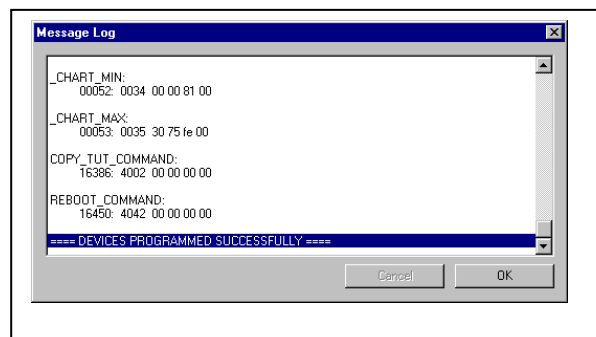 Message Log
_CHART_MIN:
00052: 0034 00 00 81 00
_CHART_MAX:
00053: 0035 30 75 fe 00
COPY_TUT_COMMAND:
16386: 4002 00 00 00 00
REBOOT_COMMAND:
16450: 4042 00 00 00 00
==== DEVICES PROGRAMMED SUCCESSFULLY ====
Cancel
OK